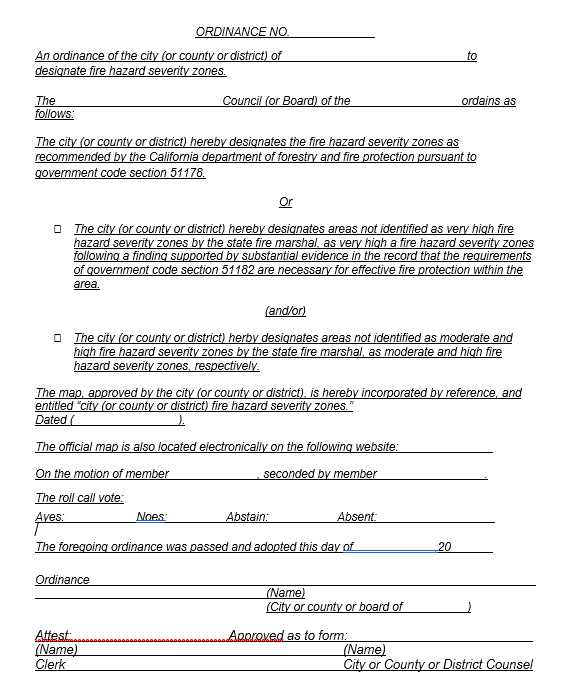 ORDINANCE NO.
An ordinance of the city (or county or district) of to
designate fire hazard severity zones.
The Council (or Board) of the ordains as
follows:
The city (or county or district) hereby designates the fire hazard severity zones as
recommended by the California department of forestry and fire protection pursuant to
government code section 51178.
Or
□ The city (or county or district) hereby designates areas not identified as very high fire
hazard severity zones by the state fire marshal, as very high a fire hazard severity zones
following a finding supported by substantial evidence in the record that the requirements
of government code section 51182 are necessary for effective fire protection within the
area.
(and/or)
□ The city (or county or district) herby designates areas not identified as moderate and
high fire hazard severity zones by the state fire marshal, as moderate and high fire
hazard severity zones, respectively.
The map, approved by the city (or county or district), is hereby incorporated by reference, and
entitled “city (or county or district) fire hazard severity zones.”
Dated ( ).
The official map is also located electronically on the following website:
On the motion of member , seconded by member .
The roll call vote:
Ayes: Noes: Abstain: Absent:
The foregoing ordinance was passed and adopted this day of 20
Ordinance
(Name)
(City or county or board of )
Attest: Approved as to form:
(Name) (Name)
Clerk City or County or District Counsel